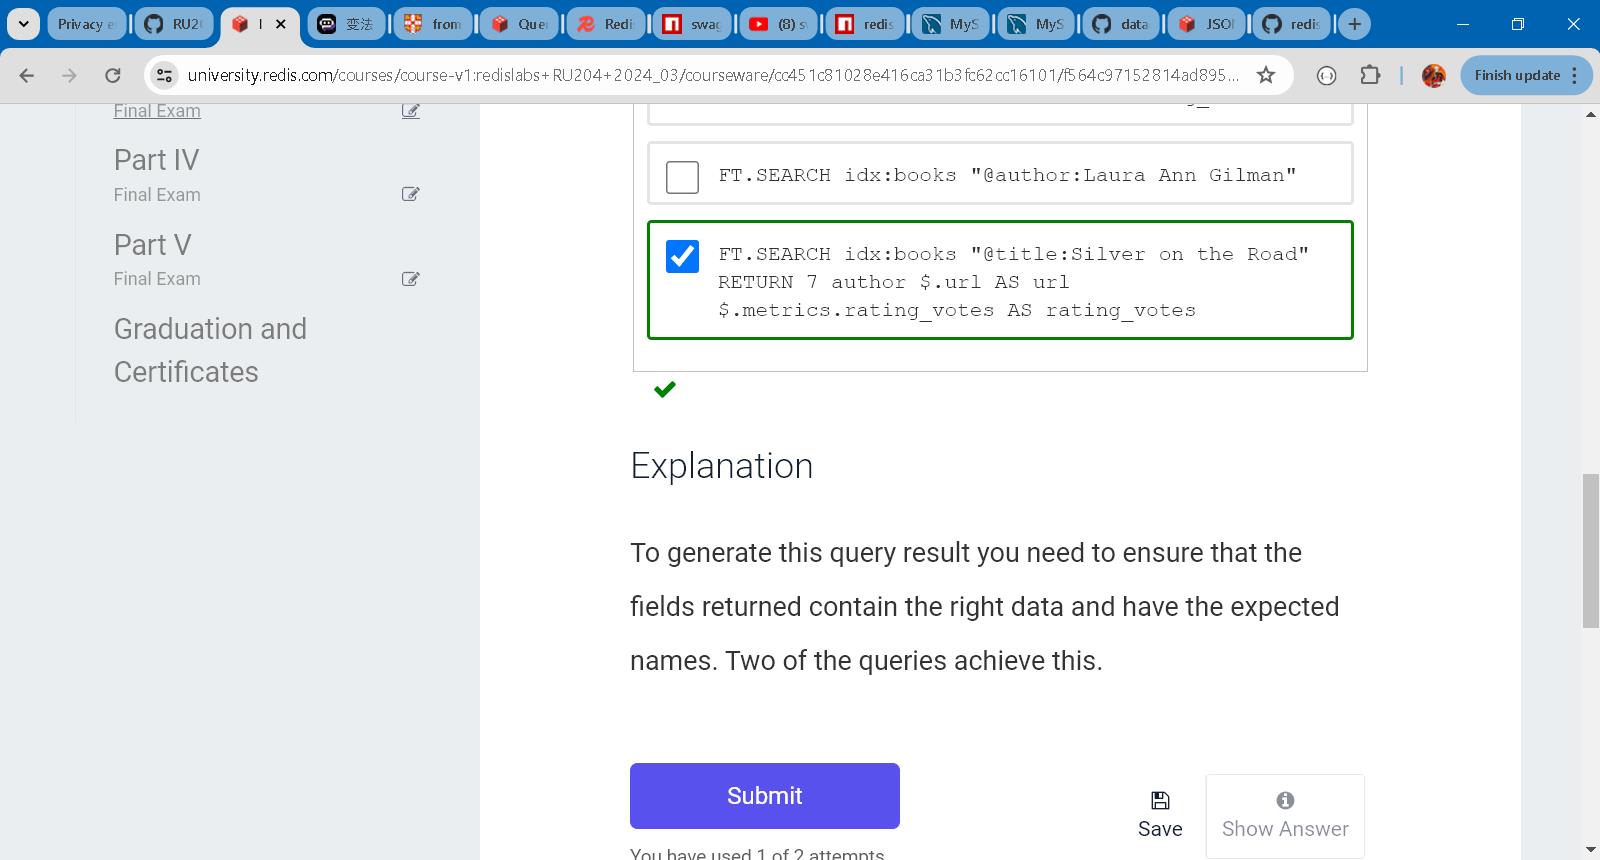 Privacy e
RU2
I
变法
from
Que
Redi
swa
(8) s
redis
MyS
MyS
data
JSO
redis
university.redis.com/courses/course-v1:redislabs+RU204+2024_03/courseware/cc451c81028e416ca31b3fc62cc16101/f564c97152814ad895...
Finish update
Final Exam
Part IV
Final Exam
Part V
Final Exam
Graduation and
Certificates
FT.SEARCH idx:books "@author:Laura Ann Gilman"
FT.SEARCH idx:books "@title:Silver on the Road"
RETURN 7 author $.url AS url
$.metrics.rating_votes AS rating_votes
Explanation
To generate this query result you need to ensure that the
fields returned contain the right data and have the expected
names. Two of the queries achieve this.
Submit
Save
Show Answer
You have used 1 of 2 attempts